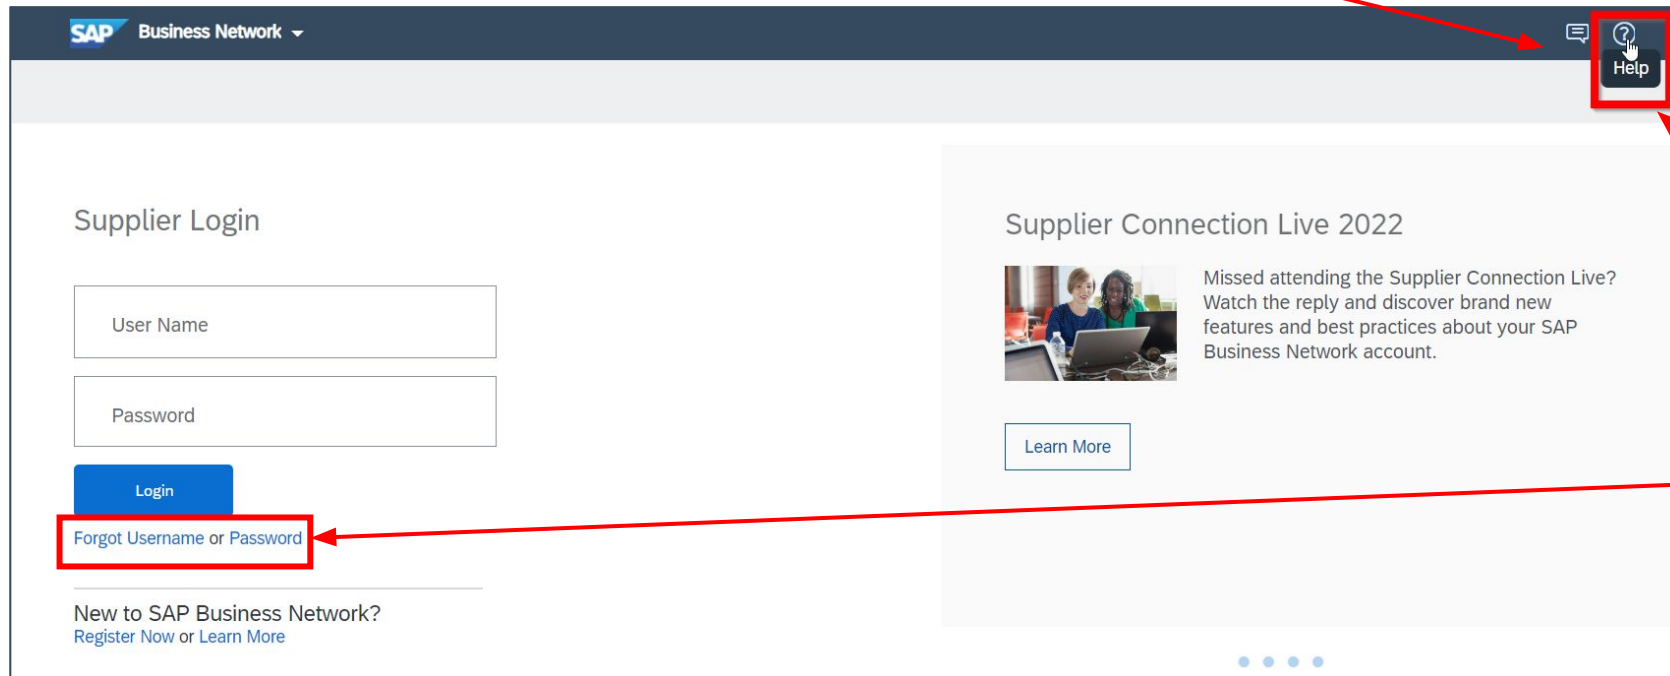 SAP Business Network
Help
Supplier Login
User Name
Password
Login
Forgot Username or Password
New to SAP Business Network?
Register Now or Learn More
Supplier Connection Live 2022
Missed attending the Supplier Connection Live?
Watch the reply and discover brand new
features and best practices about your SAP
Business Network account.
Learn More